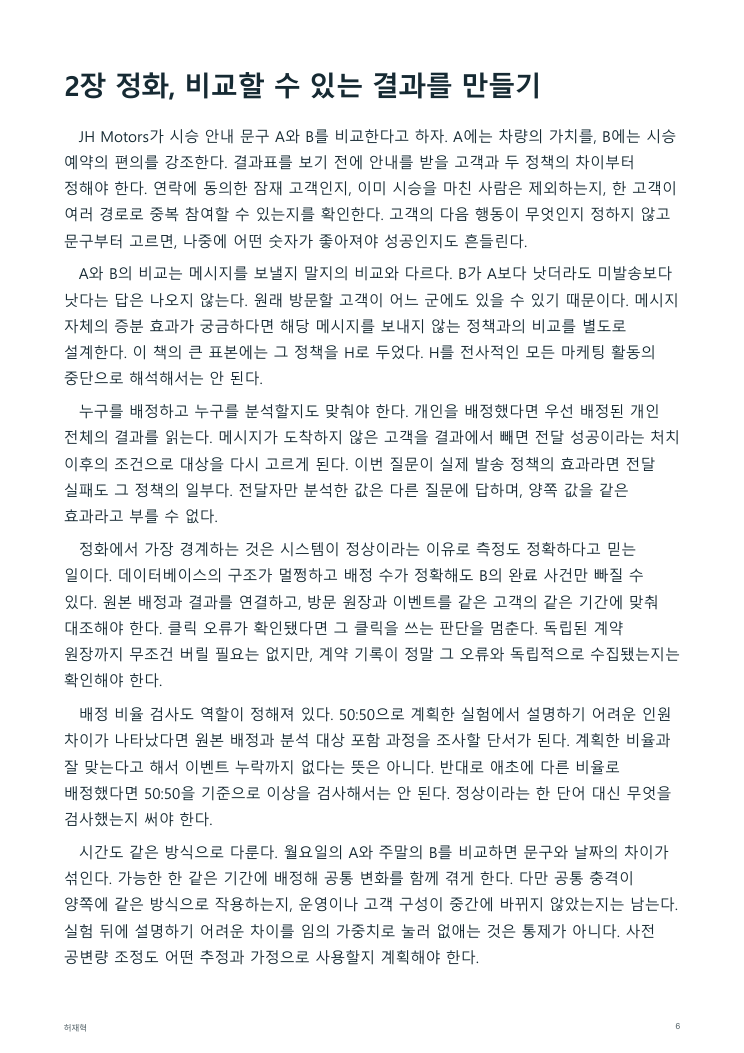 2장 정화, 비교할 수 있는 결과를 만들기
JH Motors가 시승 안내 문구 A와 B를 비교한다고 하자. A에는 차량의 가치를, B에는 시승
예약의 편의를 강조한다. 결과표를 보기 전에 안내를 받을 고객과 두 정책의 차이부터
정해야 한다. 연락에 동의한 잠재 고객인지, 이미 시승을 마친 사람은 제외하는지, 한 고객이
여러 경로로 중복 참여할 수 있는지를 확인한다. 고객의 다음 행동이 무엇인지 정하지 않고
문구부터 고르면, 나중에 어떤 숫자가 좋아져야 성공인지도 흔들린다.
A와 B의 비교는 메시지를 보낼지 말지의 비교와 다르다. B가 A보다 낫더라도 미발송보다
낫다는 답은 나오지 않는다. 원래 방문할 고객이 어느 군에도 있을 수 있기 때문이다. 메시지
자체의 증분 효과가 궁금하다면 해당 메시지를 보내지 않는 정책과의 비교를 별도로
설계한다. 이 책의 큰 표본에는 그 정책을 H로 두었다. H를 전사적인 모든 마케팅 활동의
중단으로 해석해서는 안 된다.
누구를 배정하고 누구를 분석할지도 맞춰야 한다. 개인을 배정했다면 우선 배정된 개인
전체의 결과를 읽는다. 메시지가 도착하지 않은 고객을 결과에서 빼면 전달 성공이라는 처치
이후의 조건으로 대상을 다시 고르게 된다. 이번 질문이 실제 발송 정책의 효과라면 전달
실패도 그 정책의 일부다. 전달자만 분석한 값은 다른 질문에 답하며, 양쪽 값을 같은
효과라고 부를 수 없다.
정화에서 가장 경계하는 것은 시스템이 정상이라는 이유로 측정도 정확하다고 믿는
일이다. 데이터베이스의 구조가 멀쩡하고 배정 수가 정확해도 B의 완료 사건만 빠질 수
있다. 원본 배정과 결과를 연결하고, 방문 원장과 이벤트를 같은 고객의 같은 기간에 맞춰
대조해야 한다. 클릭 오류가 확인됐다면 그 클릭을 쓰는 판단을 멈춘다. 독립된 계약
원장까지 무조건 버릴 필요는 없지만, 계약 기록이 정말 그 오류와 독립적으로 수집됐는지는
확인해야 한다.
배정 비율 검사도 역할이 정해져 있다. 50:50으로 계획한 실험에서 설명하기 어려운 인원
차이가 나타났다면 원본 배정과 분석 대상 포함 과정을 조사할 단서가 된다. 계획한 비율과
잘 맞는다고 해서 이벤트 누락까지 없다는 뜻은 아니다. 반대로 애초에 다른 비율로
배정했다면 50:50을 기준으로 이상을 검사해서는 안 된다. 정상이라는 한 단어 대신 무엇을
검사했는지 써야 한다.
시간도 같은 방식으로 다룬다. 월요일의 A와 주말의 B를 비교하면 문구와 날짜의 차이가
섞인다. 가능한 한 같은 기간에 배정해 공통 변화를 함께 겪게 한다. 다만 공통 충격이
양쪽에 같은 방식으로 작용하는지, 운영이나 고객 구성이 중간에 바뀌지 않았는지는 남는다.
실험 뒤에 설명하기 어려운 차이를 임의 가중치로 눌러 없애는 것은 통제가 아니다. 사전
공변량 조정도 어떤 추정과 가정으로 사용할지 계획해야 한다.
허재혁
6